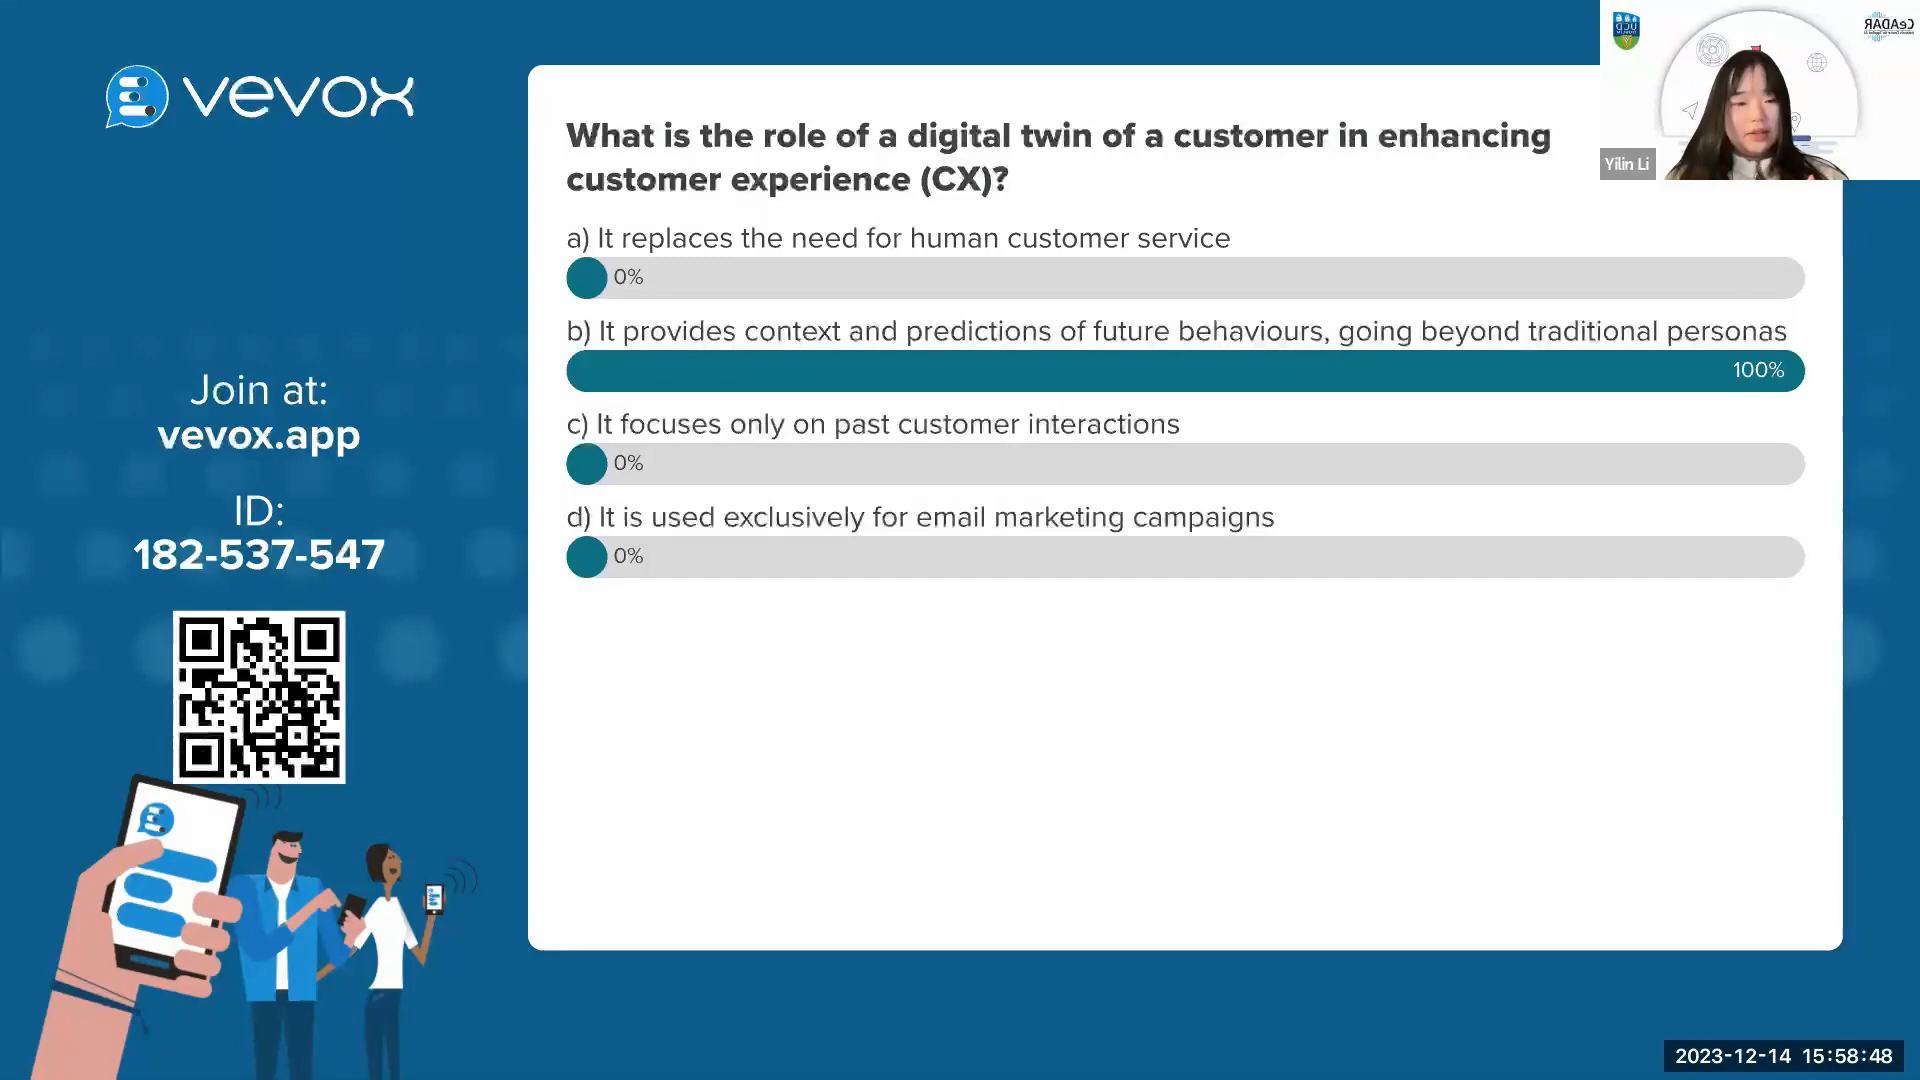 vevox
What is the role of a digital twin of a customer in enhancing
customer experience (CX)?
a) It replaces the need for human customer service
0%
b) It provides context and predictions of future behaviours, going beyond traditional personas
100%
c) It focuses only on past customer interactions
0%
d) It is used exclusively for email marketing campaigns
0%
Join at:
vevox.app
ID:
182-537-547
Yilin Li
UCD
CeADAR
2023-12-14 15:58:48